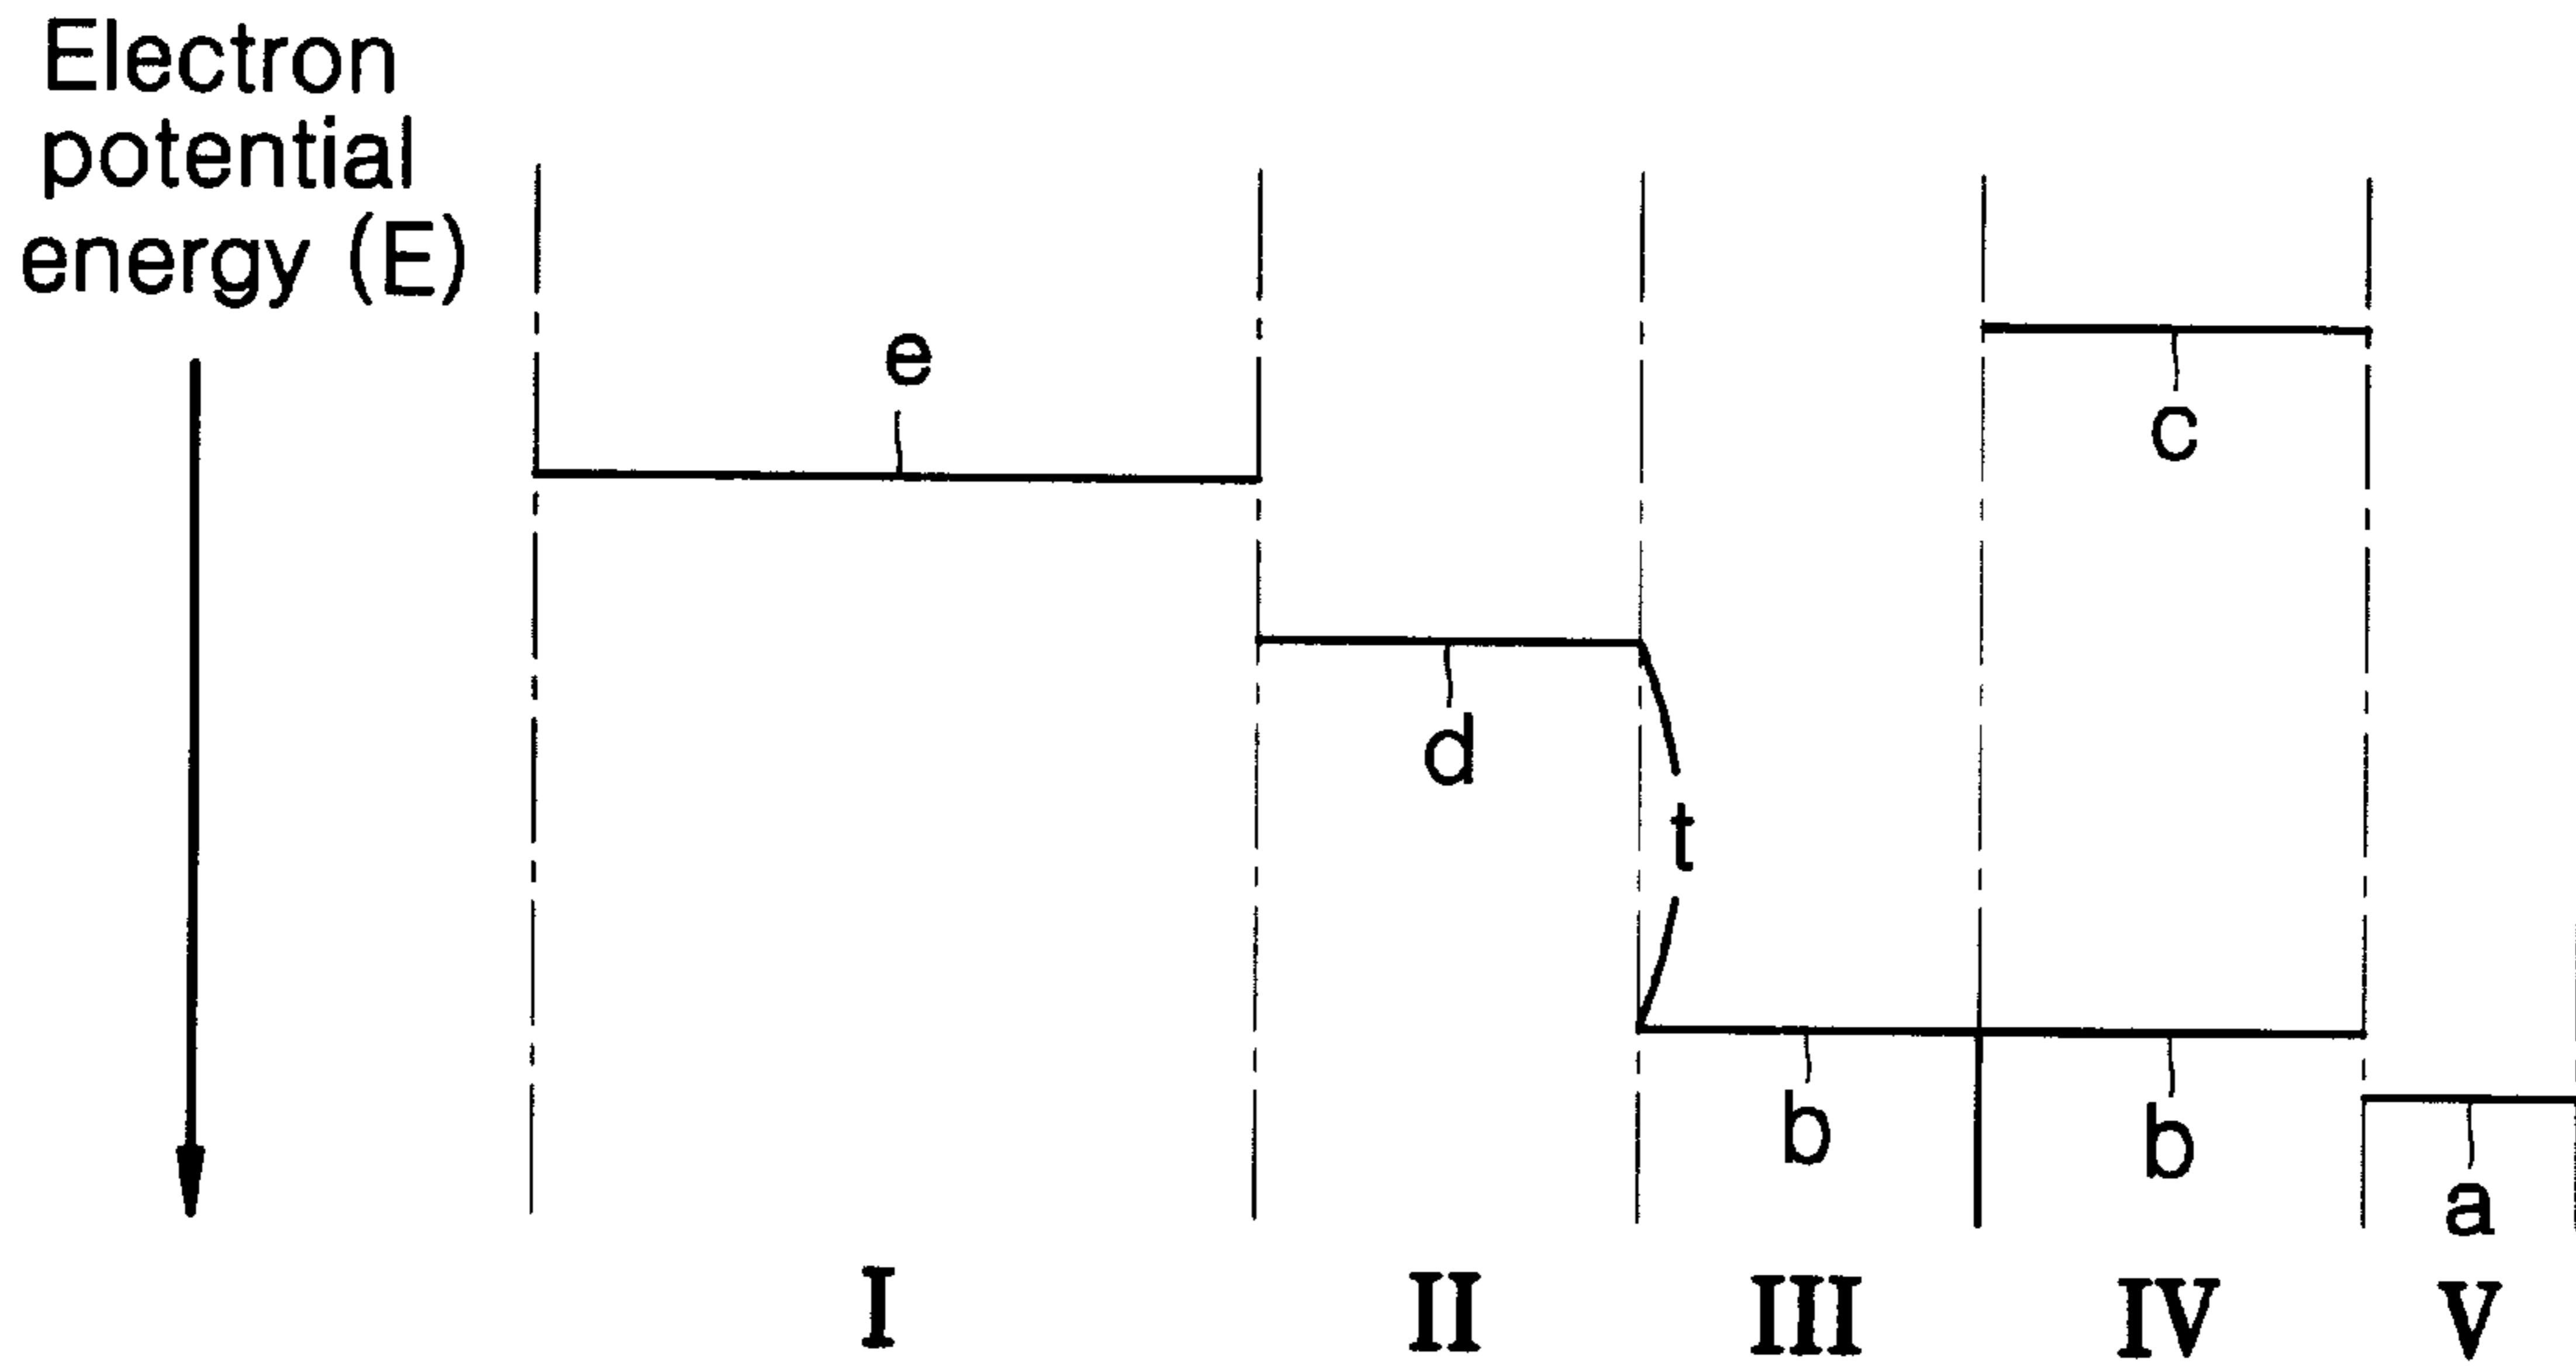 Electron
potential
energy (E)
e
c
d
t
b
b
a
I
II
III
IV
V